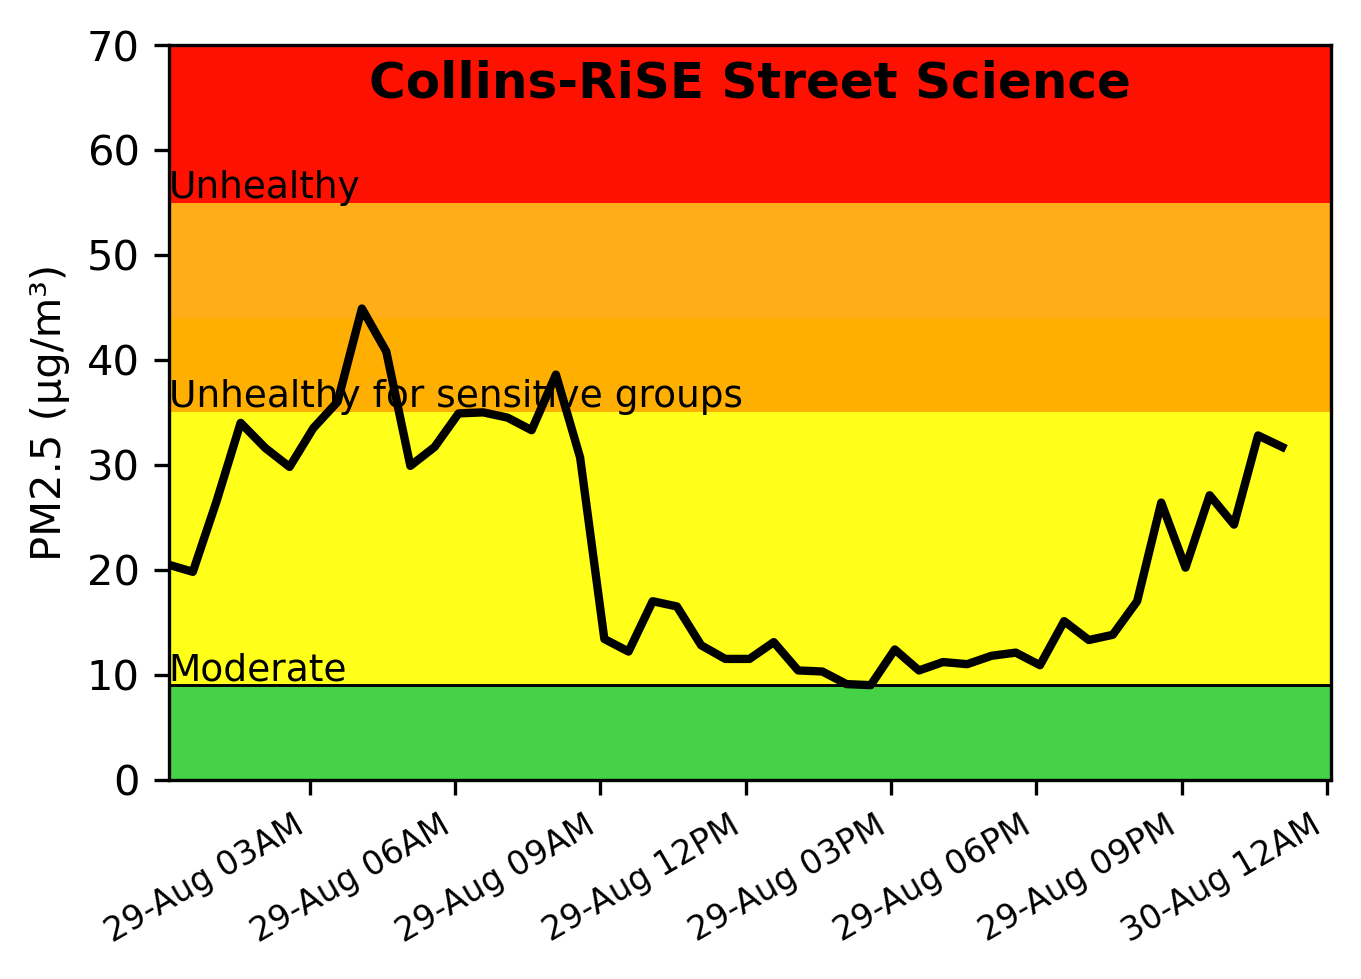 Collins-RiSE Street Science
70
60
50
40
30
20
10
0
PM2.5 (µg/m³)
Unhealthy
Unhealthy for sensitive groups
Moderate
29-Aug 03AM
29-Aug 06AM
29-Aug 09AM
29-Aug 12PM
29-Aug 03PM
29-Aug 06PM
29-Aug 09PM
30-Aug 12AM